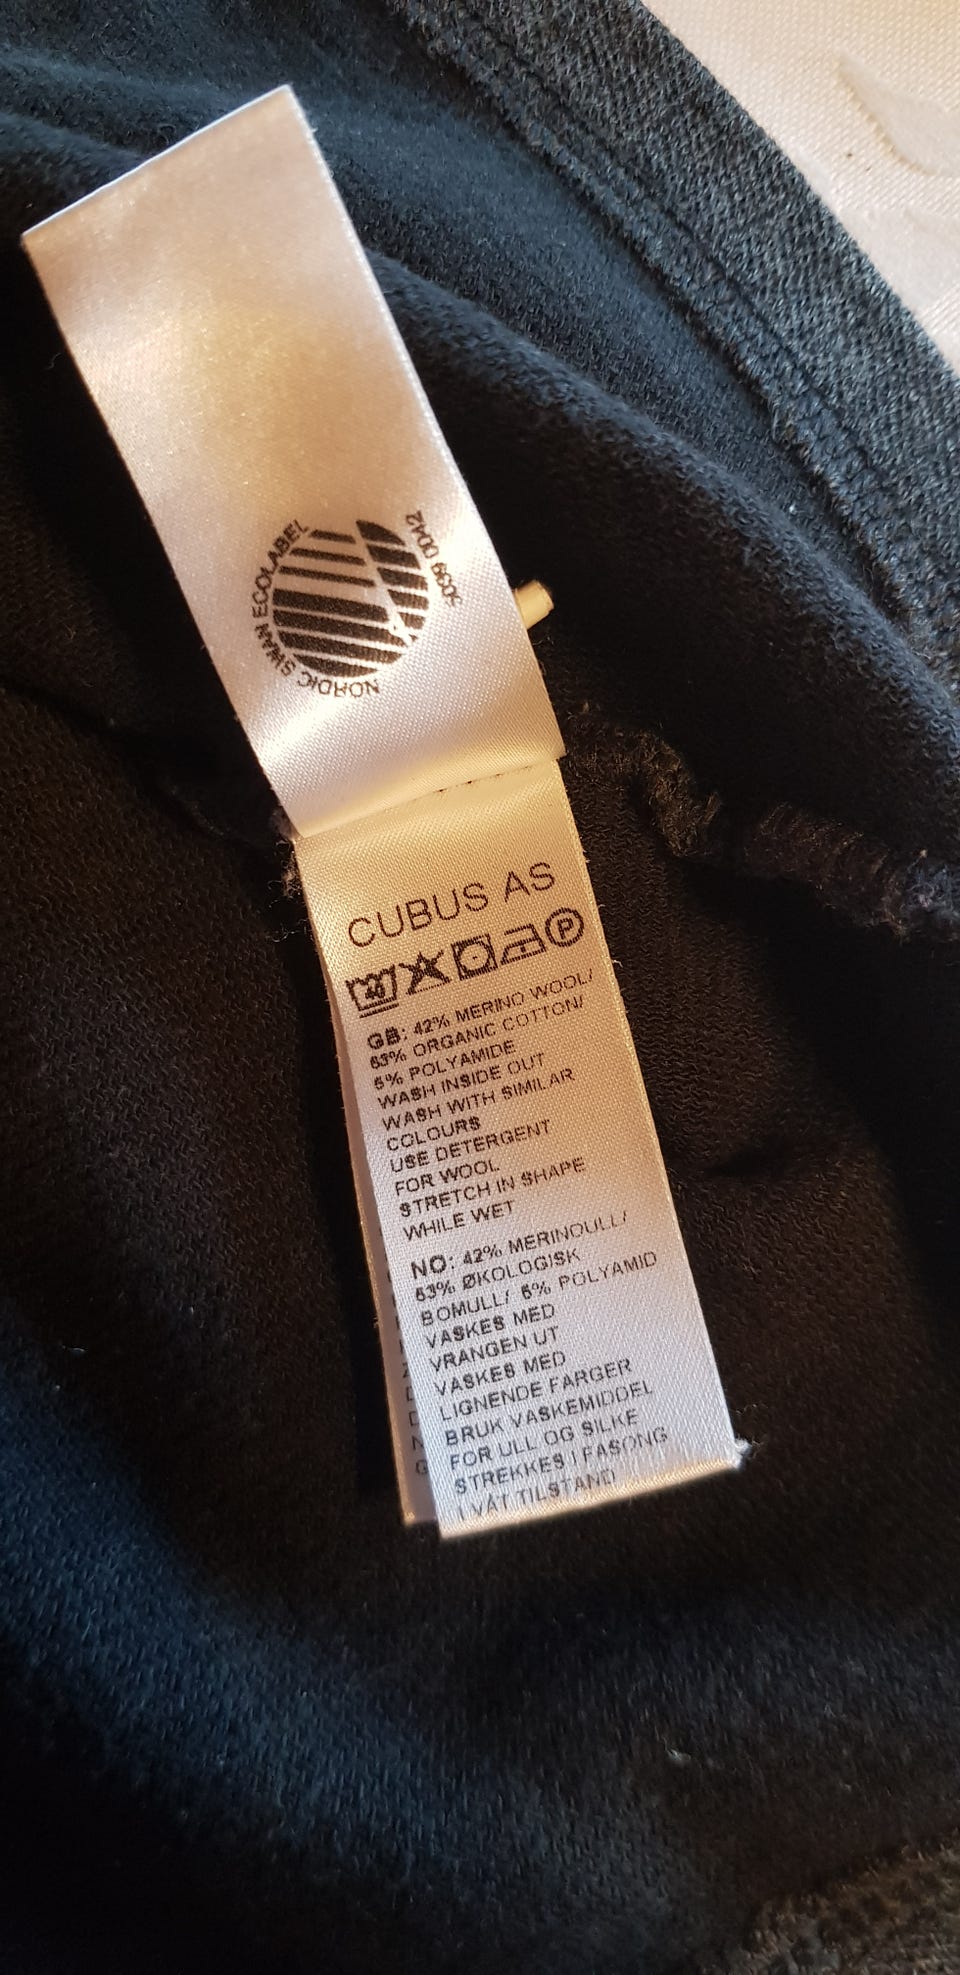 NORDIC SWAN ECOLABEL
5039 0042
CUBUS AS
40 P
GB: 42% MERINO WOOL/
53% ORGANIC COTTON/
5% POLYAMIDE
WASH INSIDE OUT
WASH WITH SIMILAR
COLOURS
USE DETERGENT
FOR WOOL
STRETCH IN SHAPE
WHILE WET
NO: 42% MERINOULL/
53% ØKOLOGISK
BOMULL/ 5% POLYAMID
VASKES MED
VRANGEN UT
VASKES MED
LIGNENDE FARGER
BRUK VASKEMIDDEL
FOR ULL OG SILKE
STREKKES I FASONG
I VÅT TILSTAND